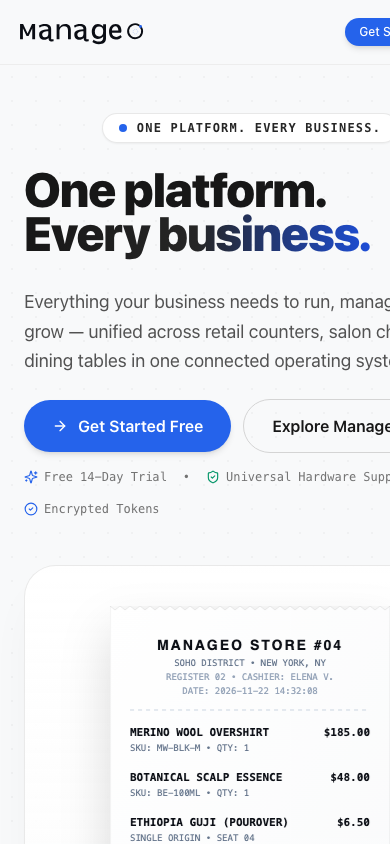 ManageO
Get S
ONE PLATFORM. EVERY BUSINESS.
One platform.
Every business.
Everything your business needs to run, manag
grow — unified across retail counters, salon ch
dining tables in one connected operating syst
Get Started Free
Explore Manage
Free 14-Day Trial • Universal Hardware Supp
Encrypted Tokens
MANAGEO STORE #04
SOHO DISTRICT • NEW YORK, NY
REGISTER 02 • CASHIER: ELENA V.
DATE: 2026-11-22 14:32:08
MERINO WOOL OVERSHIRT $185.00
SKU: MW-BLK-M • QTY: 1
BOTANICAL SCALP ESSENCE $48.00
SKU: BE-100ML • QTY: 1
ETHIOPIA GUJI (POUROVER) $6.50
SINGLE ORIGIN • SEAT 04